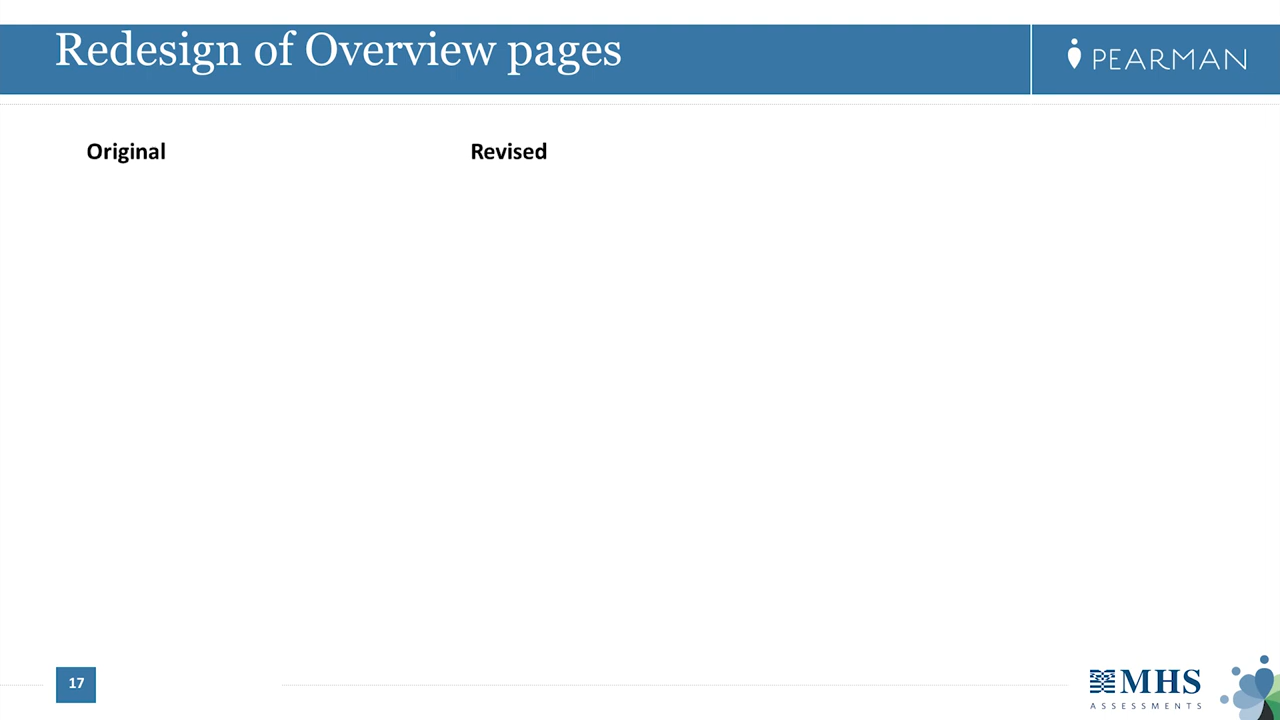 Redesign of Overview pages
PEARMAN
Original
Revised
17
MHS
ASSESSMENTS